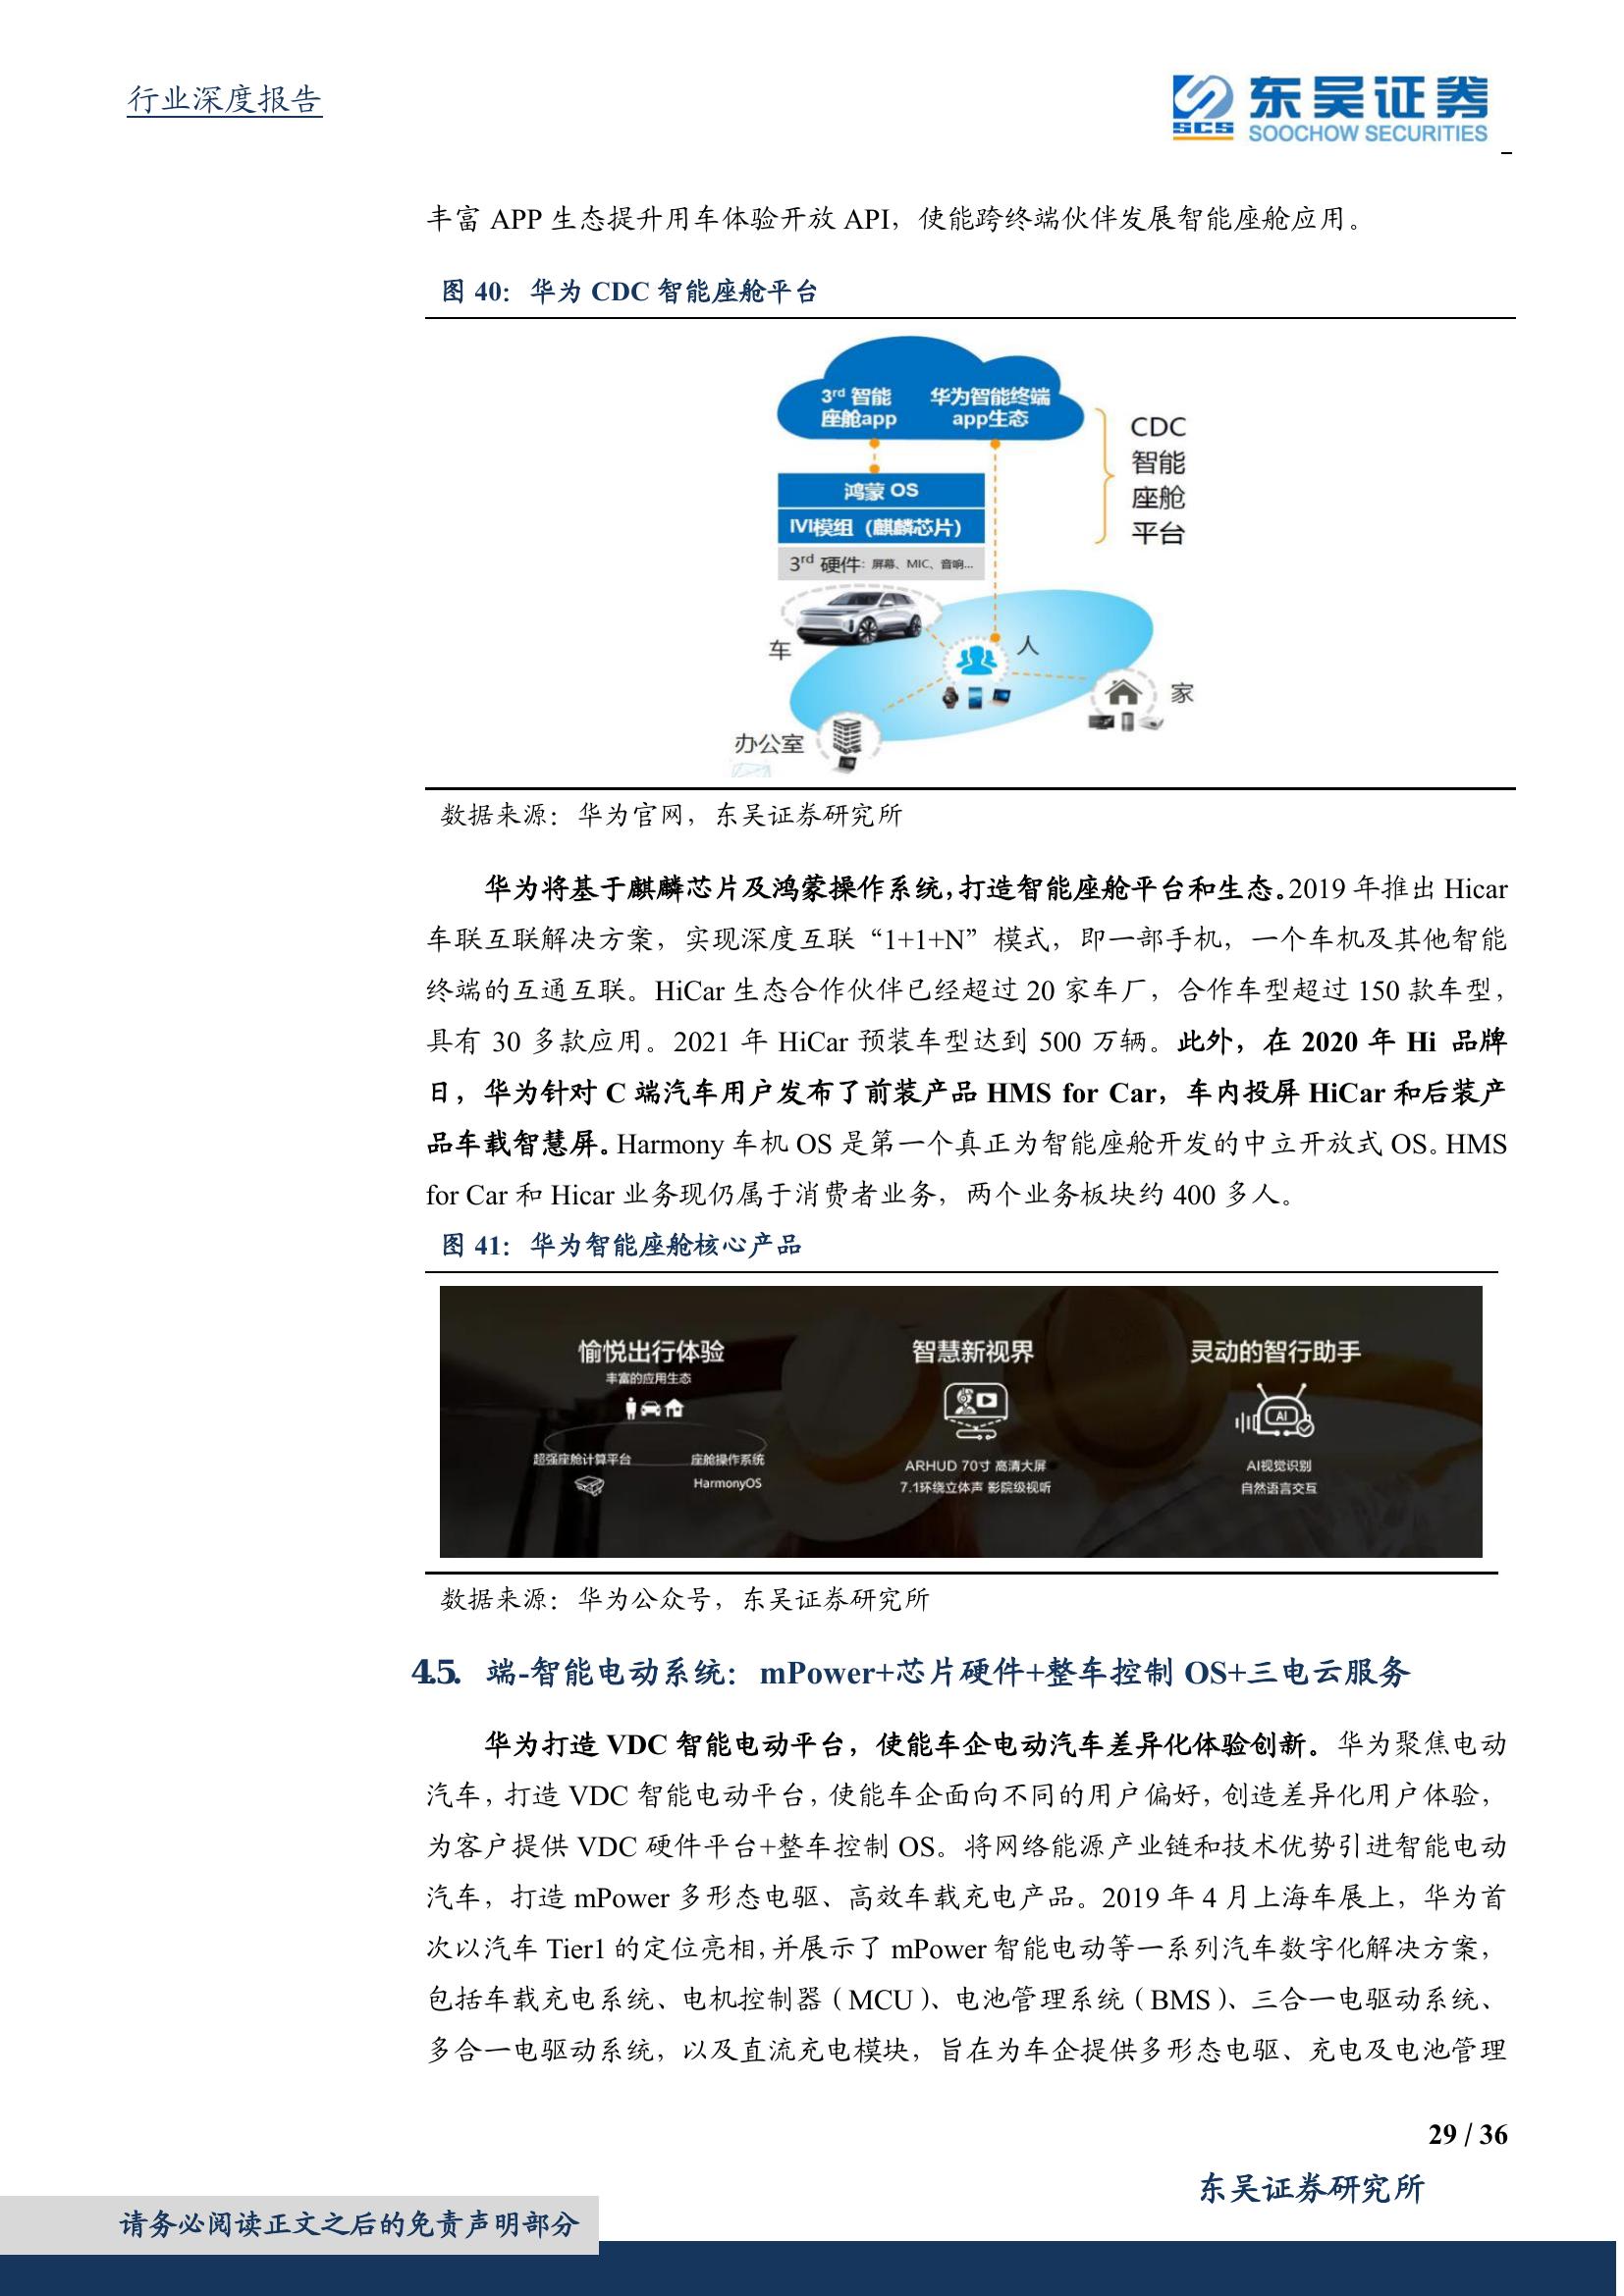 行业深度报告
SCS
东吴证券
SOOCHOW SECURITIES
丰富 APP 生态提升用车体验开放 API，使能跨终端伙伴发展智能座舱应用。
图 40：华为 CDC 智能座舱平台
3rd 智能
座舱app
华为智能终端
app生态
CDC
智能
座舱
平台
鸿蒙 OS
IVI模组（麒麟芯片）
3rd 硬件：屏幕、MIC、音响...
车
人
家
办公室
数据来源：华为官网，东吴证券研究所
华为将基于麒麟芯片及鸿蒙操作系统，打造智能座舱平台和生态。2019 年推出 Hicar
车联互联解决方案，实现深度互联“1+1+N”模式，即一部手机，一个车机及其他智能
终端的互通互联。HiCar 生态合作伙伴已经超过 20 家车厂，合作车型超过 150 款车型，
具有 30 多款应用。2021 年 HiCar 预装车型达到 500 万辆。此外，在 2020 年 Hi 品牌
日，华为针对 C 端汽车用户发布了前装产品 HMS for Car，车内投屏 HiCar 和后装产
品车载智慧屏。Harmony 车机 OS 是第一个真正为智能座舱开发的中立开放式 OS。HMS
for Car 和 Hicar 业务现仍属于消费者业务，两个业务板块约 400 多人。
图 41：华为智能座舱核心产品
愉悦出行体验
丰富的应用生态
超强座舱计算平台
座舱操作系统
HarmonyOS
智慧新视界
ARHUD 70寸 高清大屏
7.1环绕立体声 影院级视听
灵动的智行助手
AI
AI视觉识别
自然语言交互
数据来源：华为公众号，东吴证券研究所
4.5. 端-智能电动系统：mPower+芯片硬件+整车控制 OS+三电云服务
华为打造 VDC 智能电动平台，使能车企电动汽车差异化体验创新。华为聚焦电动
汽车，打造 VDC 智能电动平台，使能车企面向不同的用户偏好，创造差异化用户体验，
为客户提供 VDC 硬件平台+整车控制 OS。将网络能源产业链和技术优势引进智能电动
汽车，打造 mPower 多形态电驱、高效车载充电产品。2019 年 4 月上海车展上，华为首
次以汽车 Tier1 的定位亮相，并展示了 mPower 智能电动等一系列汽车数字化解决方案，
包括车载充电系统、电机控制器（MCU）、电池管理系统（BMS）、三合一电驱动系统、
多合一电驱动系统，以及直流充电模块，旨在为车企提供多形态电驱、充电及电池管理
29 / 36
东吴证券研究所
请务必阅读正文之后的免责声明部分